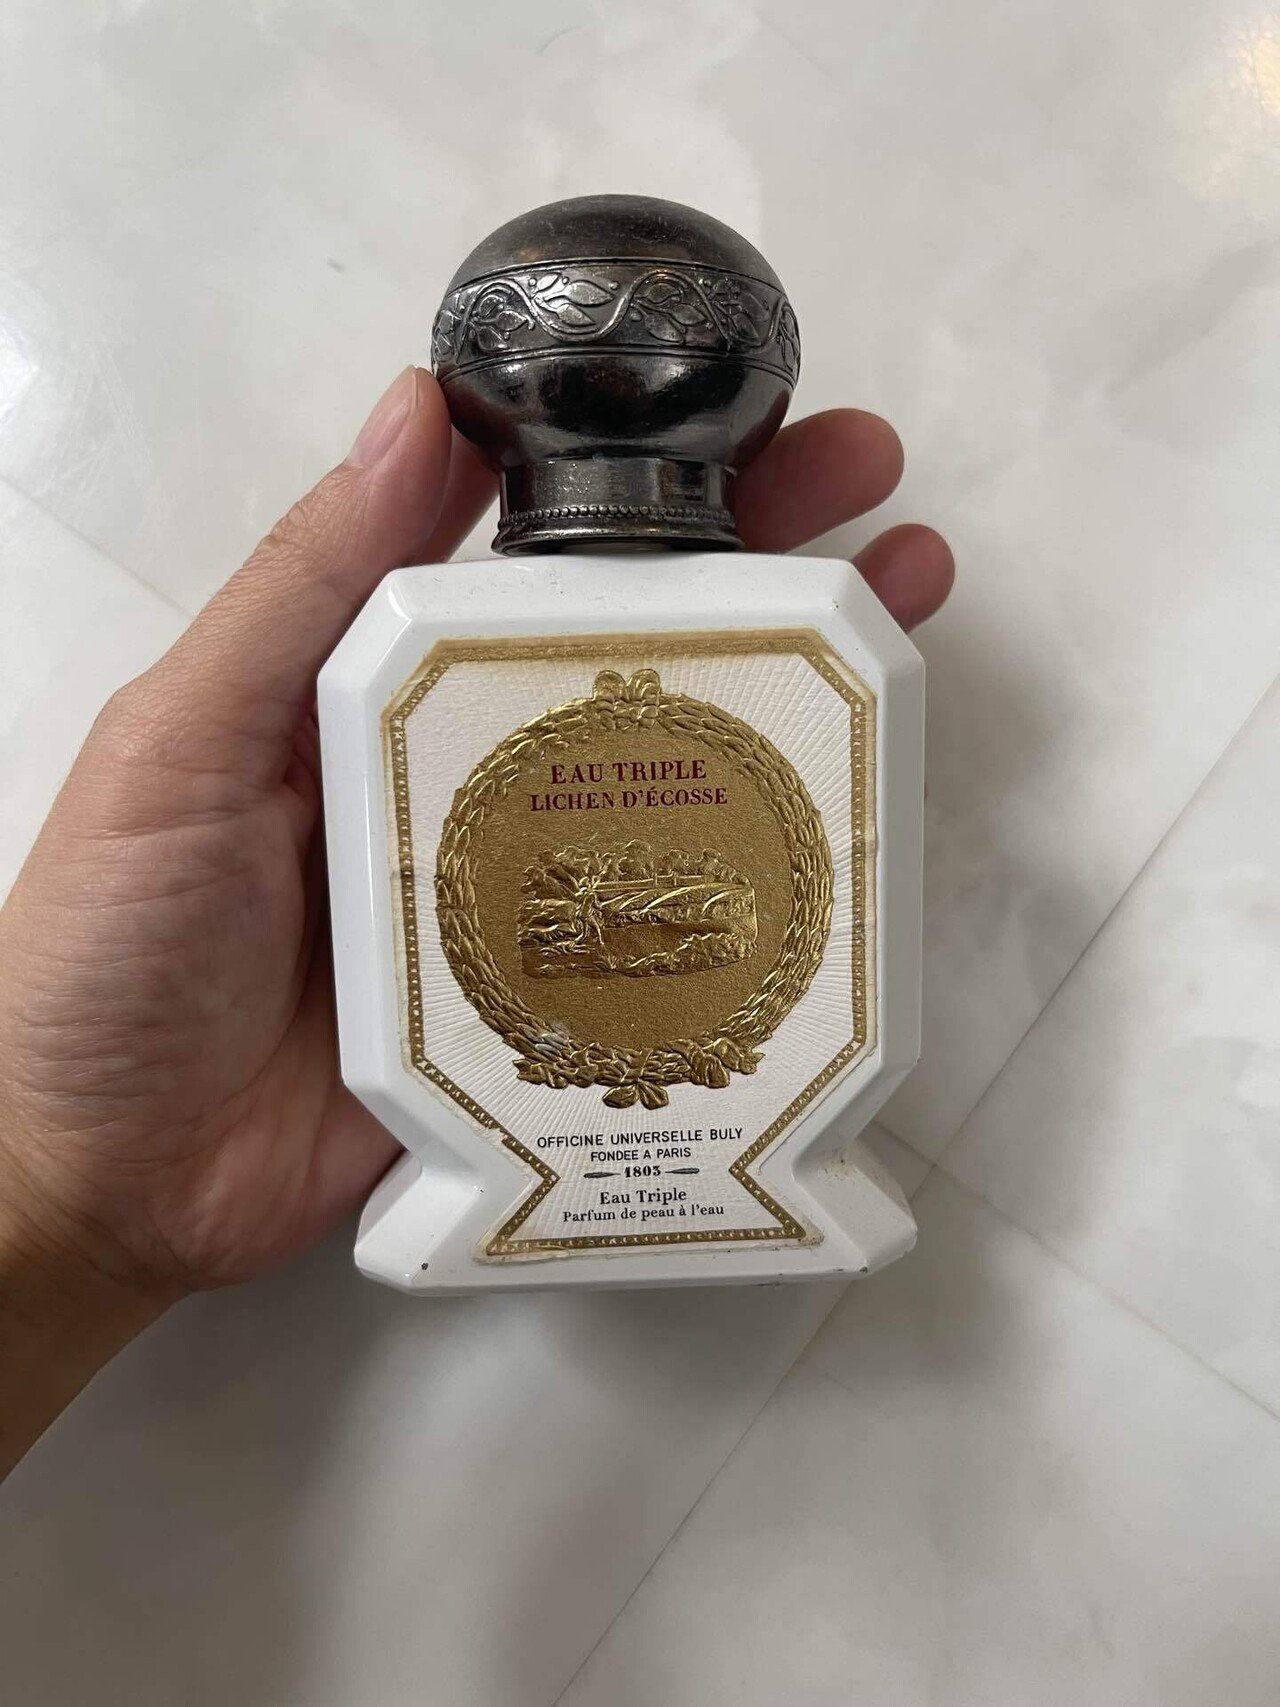 EAU TRIPLE
LICHEN D'ÉCOSSE
OFFICINE UNIVERSELLE BULY
FONDEE A PARIS
1803
Eau Triple
Parfum de peau à l'eau